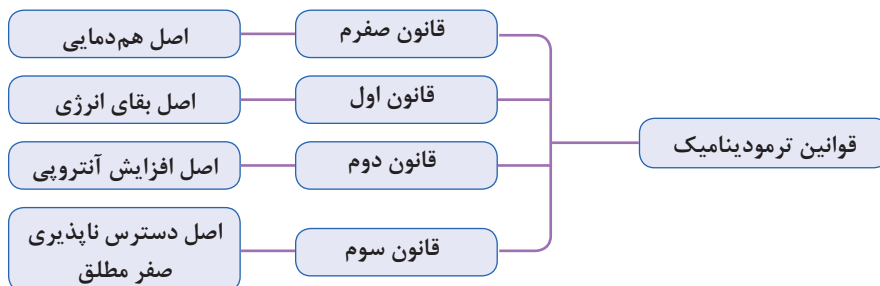 قوانین ترمودینامیک
قانون صفرم
اصل هم‌دمایی
قانون اول
اصل بقای انرژی
قانون دوم
اصل افزایش آنتروپی
قانون سوم
اصل دسترس ناپذیری
صفر مطلق